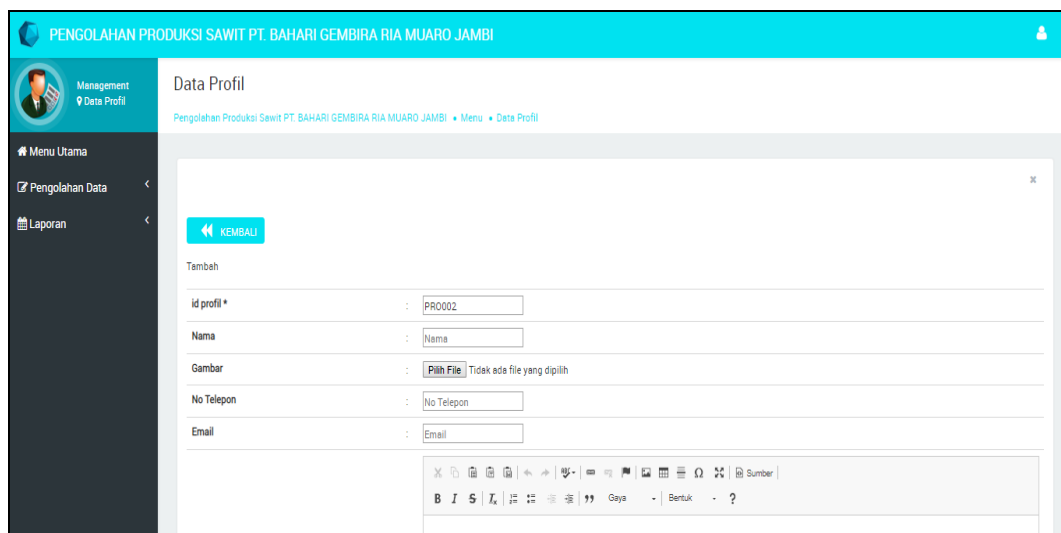 PENGOLAHAN PRODUKSI SAWIT PT. BAHARI GEMBIRA RIA MUARO JAMBI
Management
Data Profil
Data Profil
Pengolahan Produksi Sawit PT. BAHARI GEMBIRA RIA MUARO JAMBI • Menu • Data Profil
Menu Utama
Pengolahan Data
Laporan
KEMBALI
Tambah
id profil * : PRO002
Nama : Nama
Gambar : Pilih File Tidak ada file yang dipilih
No Telepon : No Telepon
Email : Email
Sumber
B I S Ix Gaya Bentuk ?